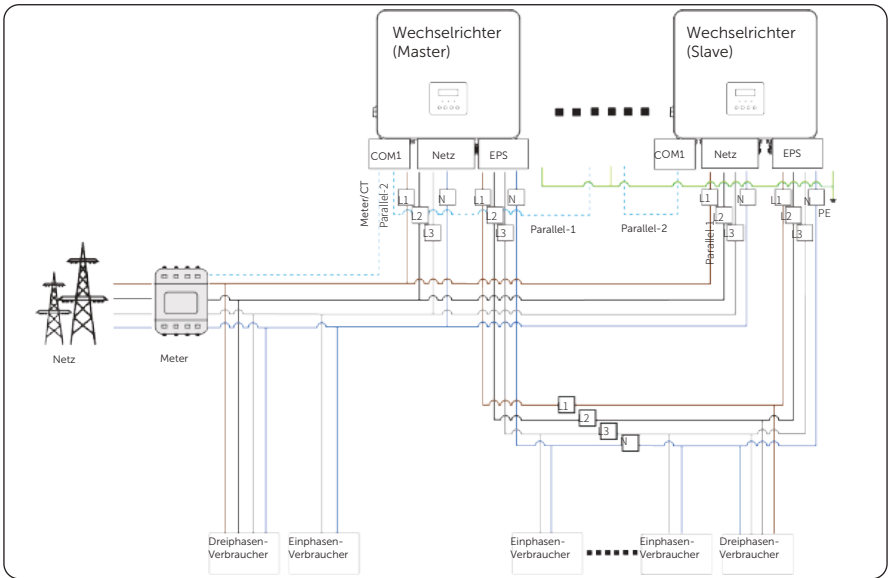 Wechselrichter
(Master)
Wechselrichter
(Slave)
COM1
Netz
EPS
COM1
Netz
EPS
Meter/CT
Parallel-2
L1
L2
L3
N
L1
L2
L3
N
Parallel-1
Parallel-2
Parallel-1
L1
L2
L3
N
L1
L2
L3
N
PE
Netz
Meter
L1
L2
L3
N
Dreiphasen-
Verbraucher
Einphasen-
Verbraucher
Einphasen-
Verbraucher
Einphasen-
Verbraucher
Dreiphasen-
Verbraucher